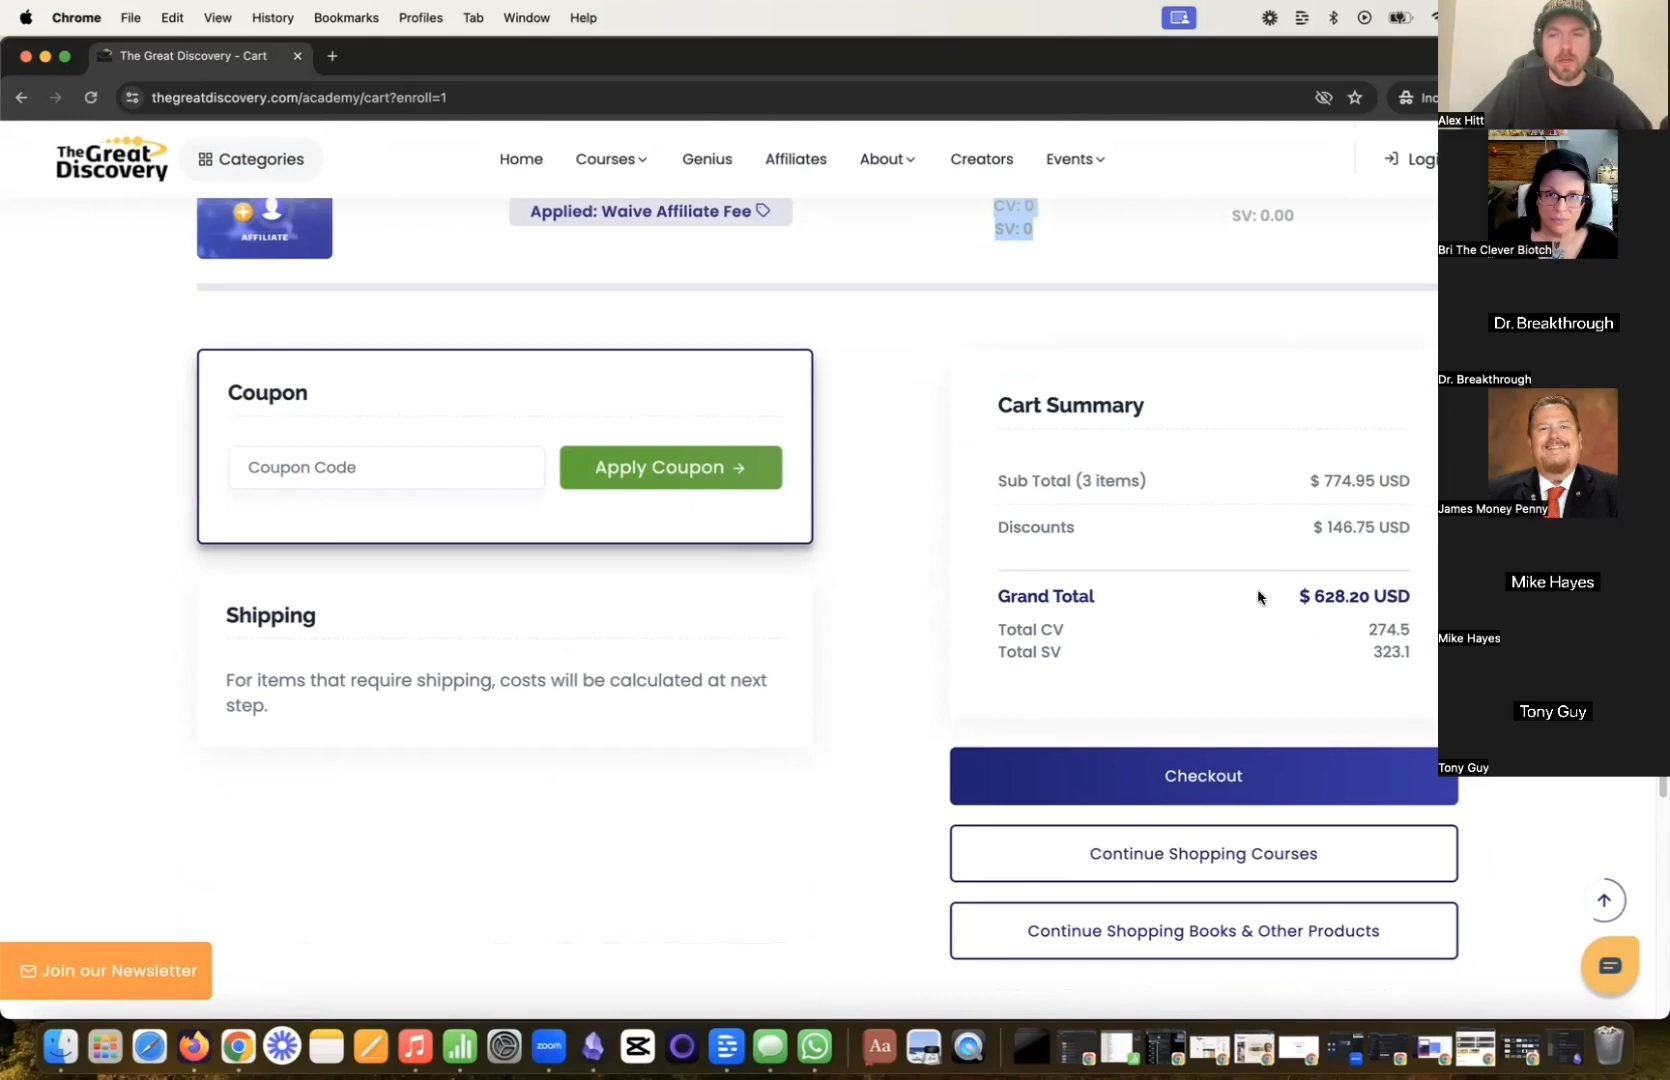 Chrome File Edit View History Bookmarks Profiles Tab Window Help
The Great Discovery - Cart
thegreatdiscovery.com/academy/cart?enroll=1
The Great Discovery
Categories
Home Courses Genius Affiliates About Creators Events
AFFILIATE
Applied: Waive Affiliate Fee
CV: 0
SV: 0
SV: 0.00
Coupon
Coupon Code
Apply Coupon →
Shipping
For items that require shipping, costs will be calculated at next
step.
Cart Summary
Sub Total (3 items) $ 774.95 USD
Discounts $ 146.75 USD
Grand Total $ 628.20 USD
Total CV 274.5
Total SV 323.1
Checkout
Continue Shopping Courses
Continue Shopping Books & Other Products
Join our Newsletter
Alex Hitt
Bri The Clever Biotch
Dr. Breakthrough
Dr. Breakthrough
James Money Penny
Mike Hayes
Mike Hayes
Tony Guy
Tony Guy
zoom
Aa